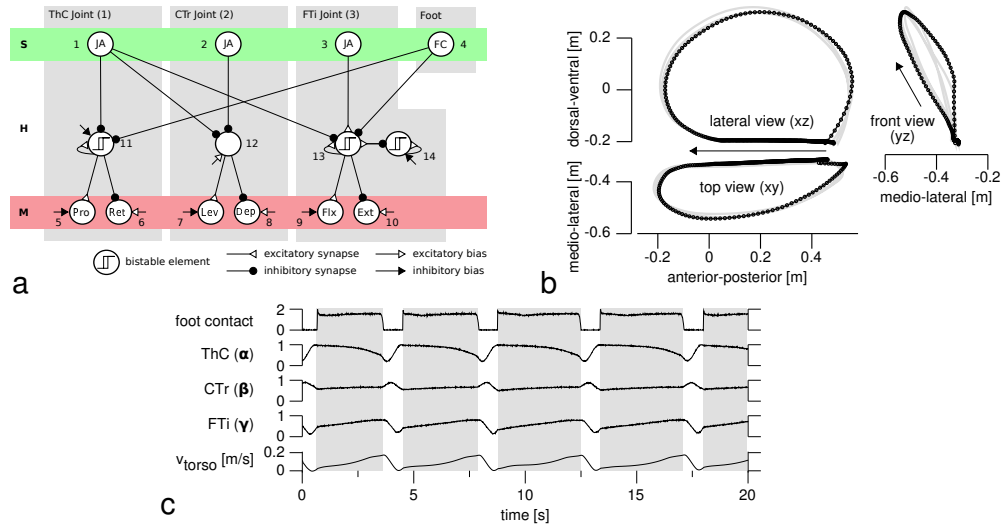 ThC Joint (1) CTr Joint (2) FTi Joint (3) Foot
S 1 JA 2 JA 3 JA FC 4
H 11 12 13 14
M Pro Ret Lev Dep Flx Ext
5 6 7 8 9 10
bistable element
excitatory synapse excitatory bias
inhibitory synapse inhibitory bias
a
dorsal-ventral [m]
0.2
0
-0.2
lateral view (xz)
medio-lateral [m]
-0.4
-0.6
top view (xy)
-0.2 0 0.2 0.4
anterior-posterior [m]
front view
(yz)
-0.6 -0.4 -0.2
medio-lateral [m]
b
foot contact 2 0
ThC (α) 1 0
CTr (β) 1 0
FTi (γ) 1 0
vtorso [m/s] 0.2 0
0 5 10 15 20
time [s]
c